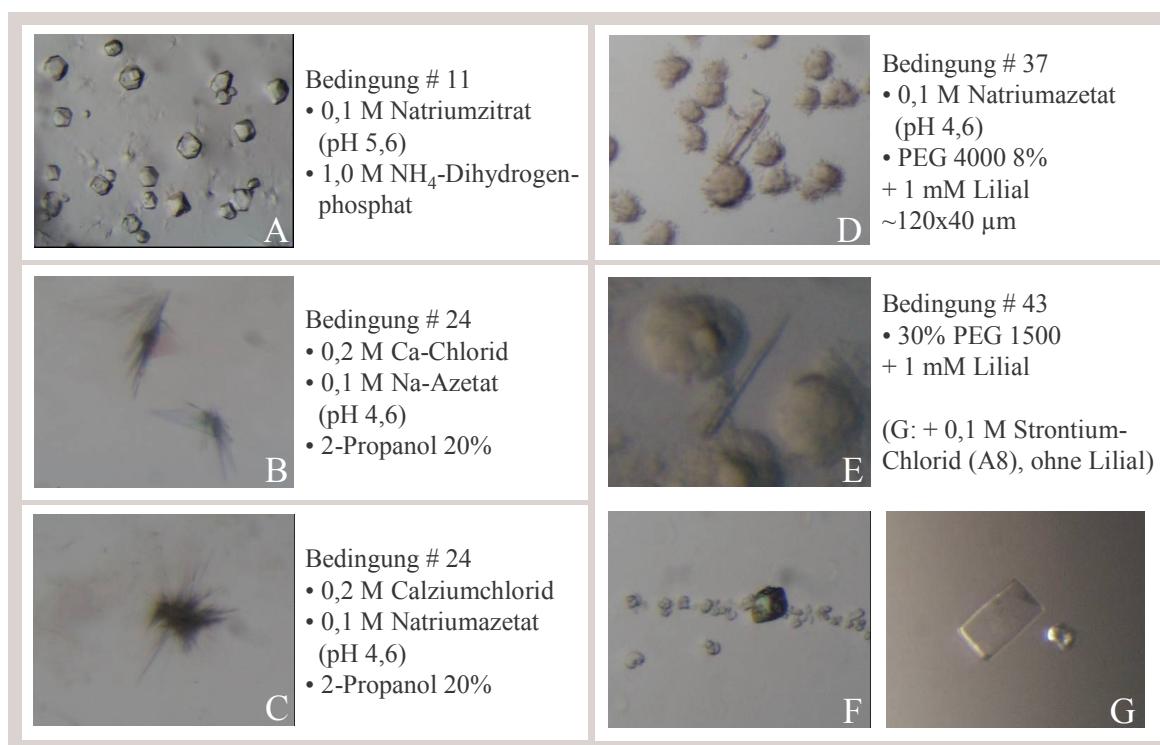 A
Bedingung # 11
• 0,1 M Natriumzitrat
(pH 5,6)
• 1,0 M NH₄-Dihydrogen-
phosphat
B
Bedingung # 24
• 0,2 M Ca-Chlorid
• 0,1 M Na-Azetat
(pH 4,6)
• 2-Propanol 20%
C
Bedingung # 24
• 0,2 M Calziumchlorid
• 0,1 M Natriumazetat
(pH 4,6)
• 2-Propanol 20%
D
Bedingung # 37
• 0,1 M Natriumazetat
(pH 4,6)
• PEG 4000 8%
+ 1 mM Lilial
~120x40 µm
E
Bedingung # 43
• 30% PEG 1500
+ 1 mM Lilial
(G: + 0,1 M Strontium-
Chlorid (A8), ohne Lilial)
F
G